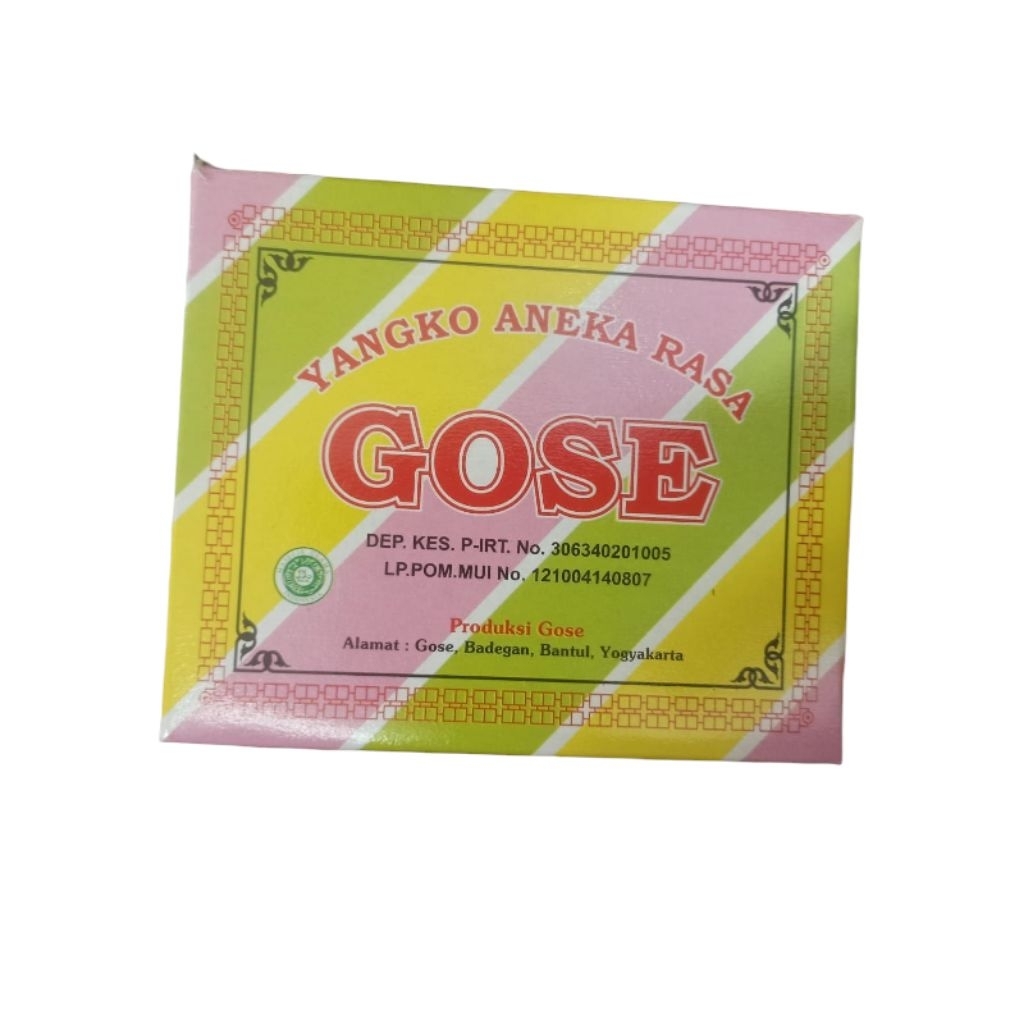 YANGKO ANEKA RASA
GOSE
DEP. KES. P-IRT. No. 306340201005
LP.POM.MUI No. 121004140807
Produksi Gose
Alamat : Gose, Badegan, Bantul, Yogyakarta